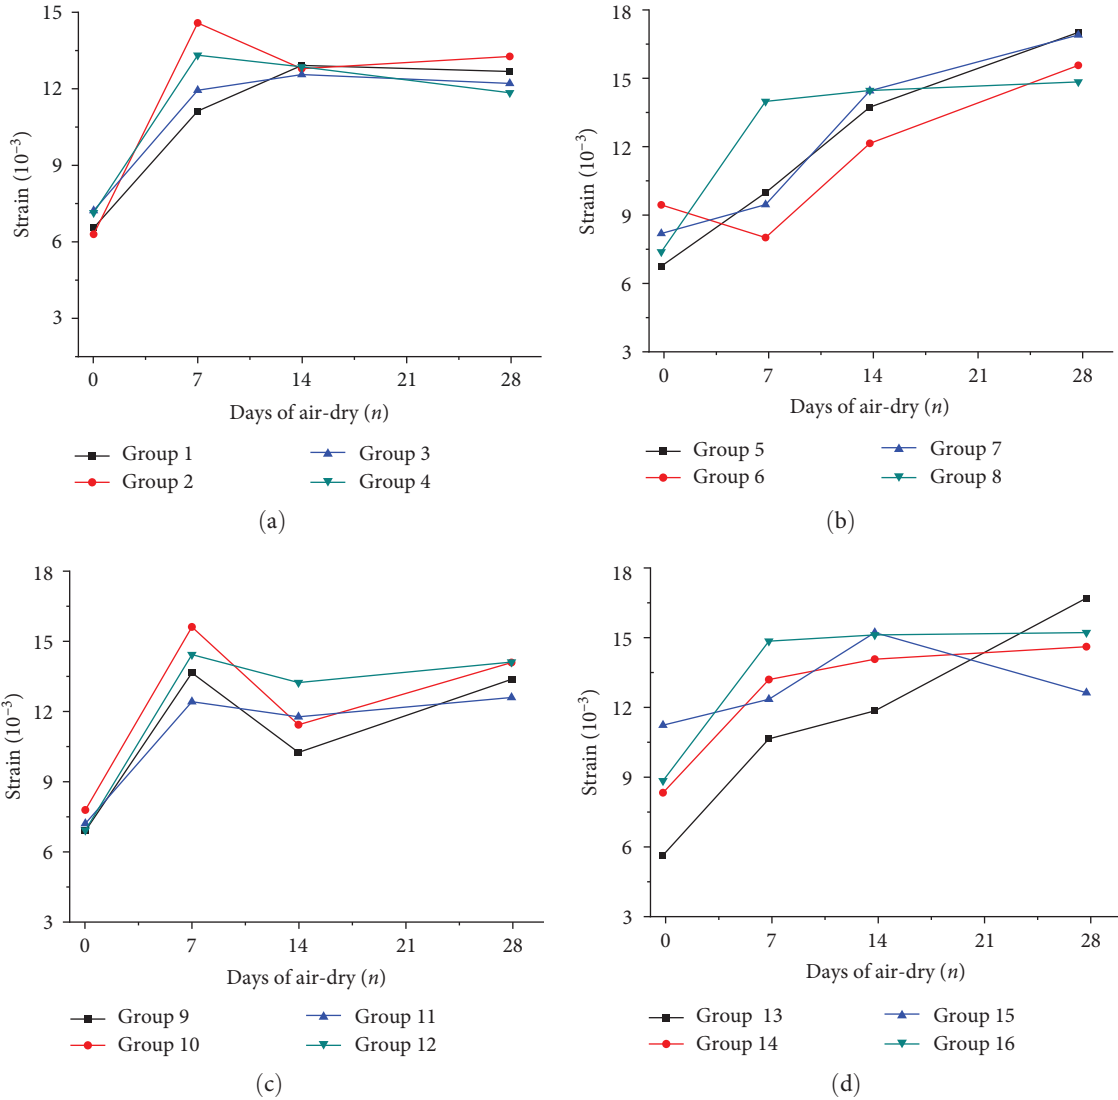 15
12
9
6
3
Strain (10⁻³)
0 7 14 21 28
Days of air-dry (n)
Group 1 Group 3
Group 2 Group 4
(a)
18
15
12
9
6
3
Strain (10⁻³)
0 7 14 21 28
Days of air-dry (n)
Group 5 Group 7
Group 6 Group 8
(b)
18
15
12
9
6
3
Strain (10⁻³)
0 7 14 21 28
Days of air-dry (n)
Group 9 Group 11
Group 10 Group 12
(c)
18
15
12
9
6
3
Strain (10⁻³)
0 7 14 21 28
Days of air-dry (n)
Group 13 Group 15
Group 14 Group 16
(d)